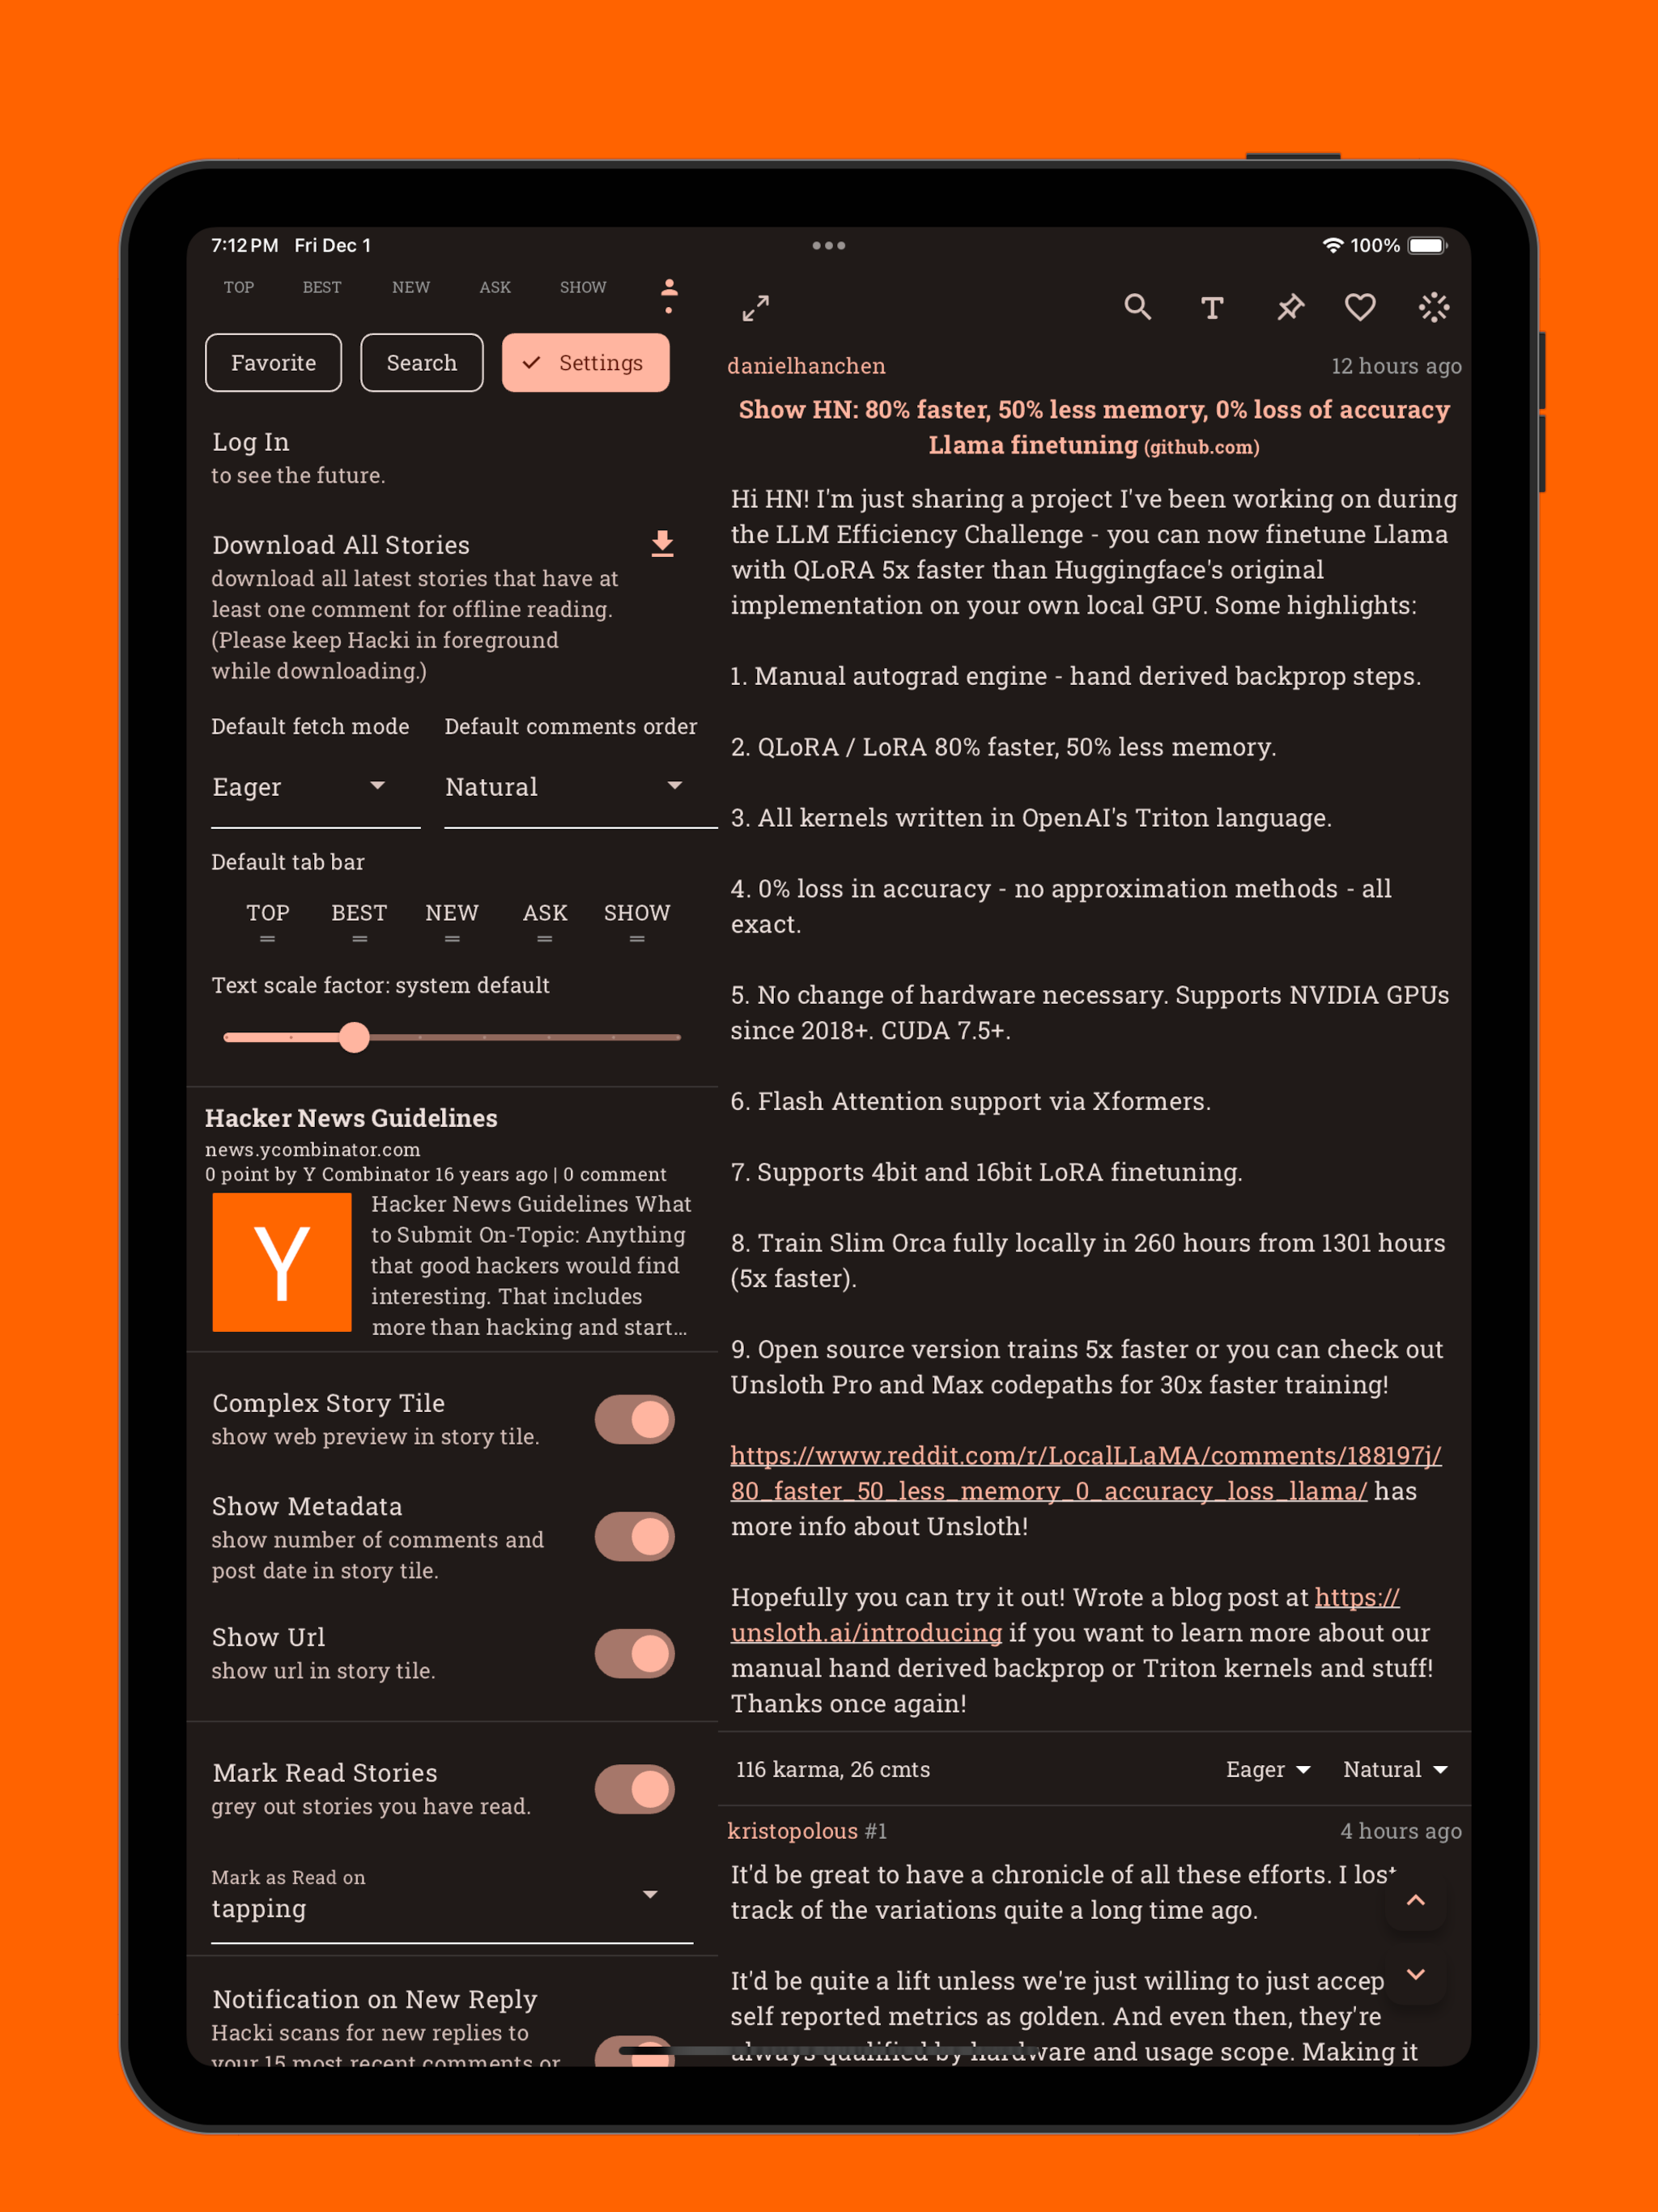 7:12 PM Fri Dec 1
100%
TOP BEST NEW ASK SHOW
Favorite Search Settings
Log In
to see the future.
Download All Stories
download all latest stories that have at
least one comment for offline reading.
(Please keep Hacki in foreground
while downloading.)
Default fetch mode Default comments order
Eager Natural
Default tab bar
TOP BEST NEW ASK SHOW
Text scale factor: system default
Hacker News Guidelines
news.ycombinator.com
0 point by Y Combinator 16 years ago | 0 comment
Y
Hacker News Guidelines What
to Submit On-Topic: Anything
that good hackers would find
interesting. That includes
more than hacking and start...
Complex Story Tile
show web preview in story tile.
Show Metadata
show number of comments and
post date in story tile.
Show Url
show url in story tile.
Mark Read Stories
grey out stories you have read.
Mark as Read on
tapping
Notification on New Reply
Hacki scans for new replies to
your 15 most recent comments or
T
danielhanchen 12 hours ago
Show HN: 80% faster, 50% less memory, 0% loss of accuracy
Llama finetuning (github.com)
Hi HN! I'm just sharing a project I've been working on during
the LLM Efficiency Challenge - you can now finetune Llama
with QLoRA 5x faster than Huggingface's original
implementation on your own local GPU. Some highlights:
1. Manual autograd engine - hand derived backprop steps.
2. QLoRA / LoRA 80% faster, 50% less memory.
3. All kernels written in OpenAI's Triton language.
4. 0% loss in accuracy - no approximation methods - all
exact.
5. No change of hardware necessary. Supports NVIDIA GPUs
since 2018+. CUDA 7.5+.
6. Flash Attention support via Xformers.
7. Supports 4bit and 16bit LoRA finetuning.
8. Train Slim Orca fully locally in 260 hours from 1301 hours
(5x faster).
9. Open source version trains 5x faster or you can check out
Unsloth Pro and Max codepaths for 30x faster training!
https://www.reddit.com/r/LocalLLaMA/comments/188197j/
80_faster_50_less_memory_0_accuracy_loss_llama/ has
more info about Unsloth!
Hopefully you can try it out! Wrote a blog post at https://
unsloth.ai/introducing if you want to learn more about our
manual hand derived backprop or Triton kernels and stuff!
Thanks once again!
116 karma, 26 cmts Eager Natural
kristopolous #1 4 hours ago
It'd be great to have a chronicle of all these efforts. I lost
track of the variations quite a long time ago.
It'd be quite a lift unless we're just willing to just accep
self reported metrics as golden. And even then, they're
always qualified by hardware and usage scope. Making it